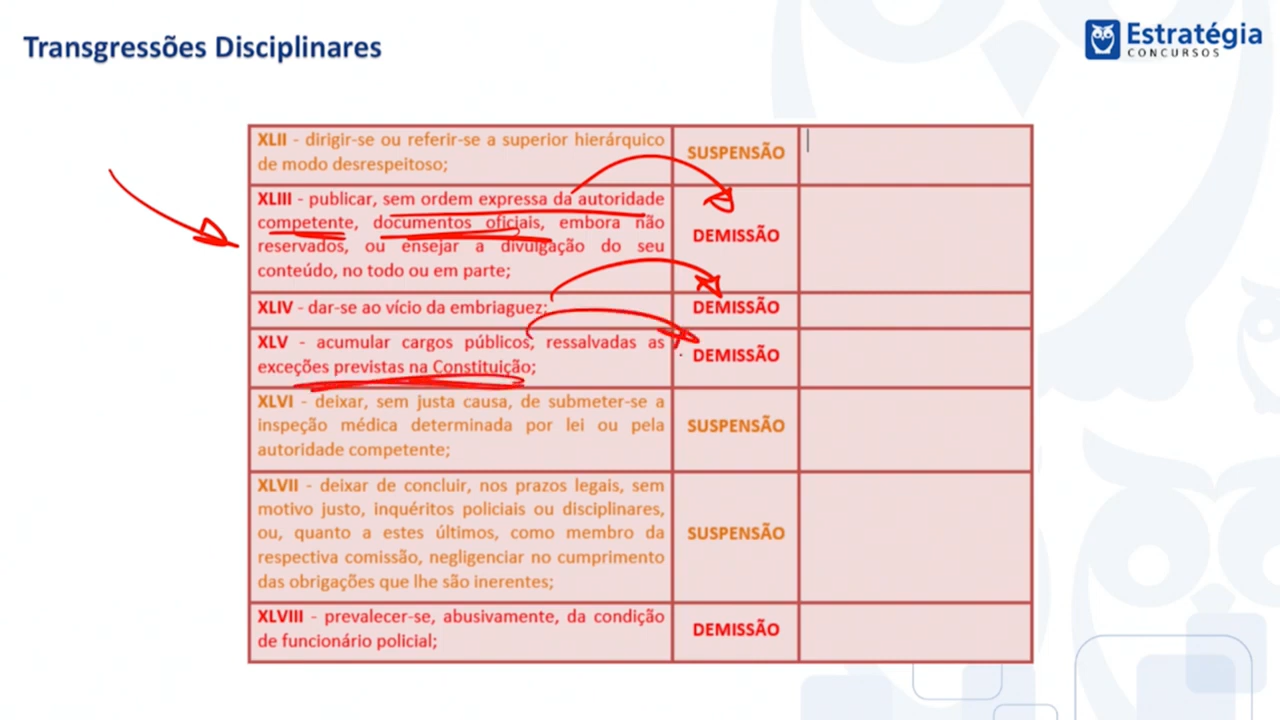 Transgressões Disciplinares
Estratégia
CONCURSOS
XLII - dirigir-se ou referir-se a superior hierárquico
de modo desrespeitoso;
SUSPENSÃO
XLIII - publicar, sem ordem expressa da autoridade
competente, documentos oficiais, embora não
reservados, ou ensejar a divulgação do seu
conteúdo, no todo ou em parte;
DEMISSÃO
XLIV - dar-se ao vício da embriaguez;
DEMISSÃO
XLV - acumular cargos públicos, ressalvadas as
exceções previstas na Constituição;
DEMISSÃO
XLVI - deixar, sem justa causa, de submeter-se a
inspeção médica determinada por lei ou pela
autoridade competente;
SUSPENSÃO
XLVII - deixar de concluir, nos prazos legais, sem
motivo justo, inquéritos policiais ou disciplinares,
ou, quanto a estes últimos, como membro da
respectiva comissão, negligenciar no cumprimento
das obrigações que lhe são inerentes;
SUSPENSÃO
XLVIII - prevalecer-se, abusivamente, da condição
de funcionário policial;
DEMISSÃO